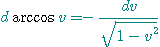 d arccos v = − dv / √(1 − v²)